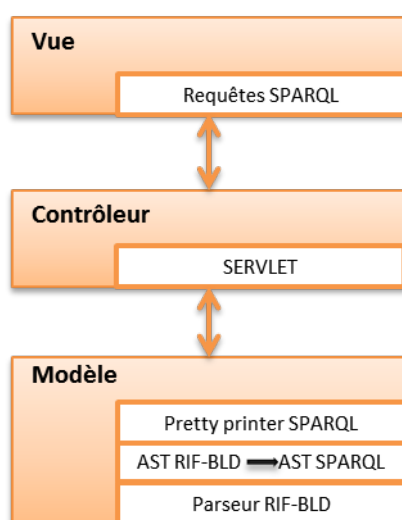 Vue
Requêtes SPARQL
Contrôleur
SERVLET
Modèle
Pretty printer SPARQL
AST RIF-BLD ⟶ AST SPARQL
Parseur RIF-BLD